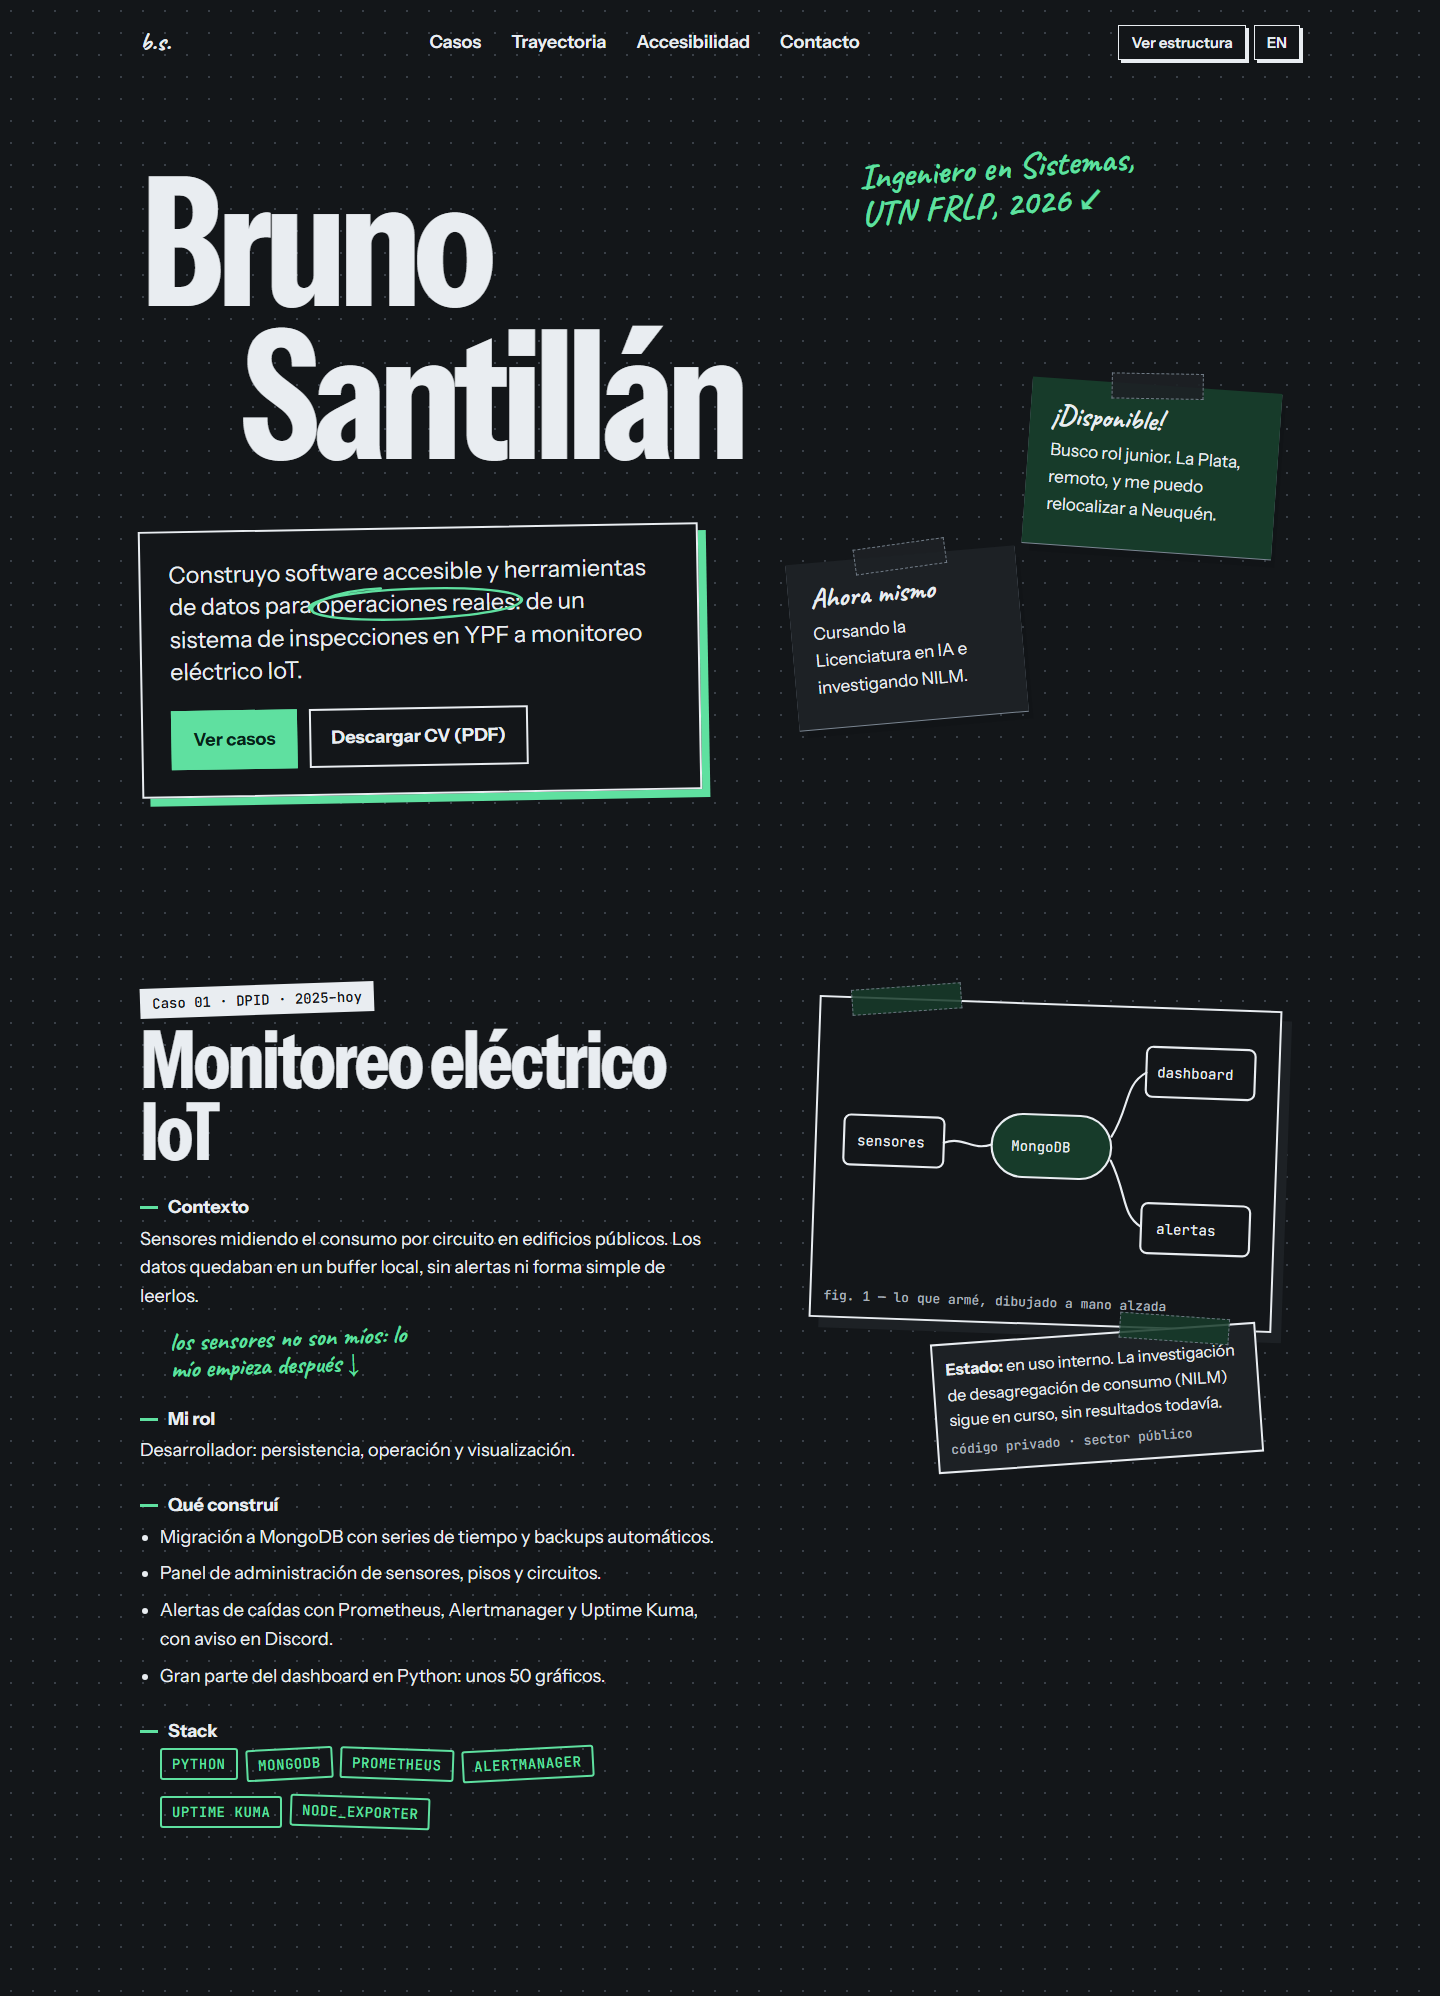 b.s.
Casos Trayectoria Accesibilidad Contacto
Ver estructura EN
Ingeniero en Sistemas,
UTN FRLP, 2026 ↙
Bruno
Santillán
¡Disponible!
Busco rol junior. La Plata,
remoto, y me puedo
relocalizar a Neuquén.
Construyo software accesible y herramientas
de datos para operaciones reales: de un
sistema de inspecciones en YPF a monitoreo
eléctrico IoT.
Ver casos Descargar CV (PDF)
Ahora mismo
Cursando la
Licenciatura en IA e
investigando NILM.
Caso 01 · DPID · 2025–hoy
Monitoreo eléctrico
IoT
Contexto
Sensores midiendo el consumo por circuito en edificios públicos. Los
datos quedaban en un buffer local, sin alertas ni forma simple de
leerlos.
los sensores no son míos: lo
mío empieza después ↓
Mi rol
Desarrollador: persistencia, operación y visualización.
Qué construí
• Migración a MongoDB con series de tiempo y backups automáticos.
• Panel de administración de sensores, pisos y circuitos.
• Alertas de caídas con Prometheus, Alertmanager y Uptime Kuma,
con aviso en Discord.
• Gran parte del dashboard en Python: unos 50 gráficos.
Stack
PYTHON MONGODB PROMETHEUS ALERTMANAGER
UPTIME KUMA NODE_EXPORTER
dashboard
sensores
MongoDB
alertas
fig. 1 — lo que armé, dibujado a mano alzada
Estado: en uso interno. La investigación
de desagregación de consumo (NILM)
sigue en curso, sin resultados todavía.
código privado · sector público